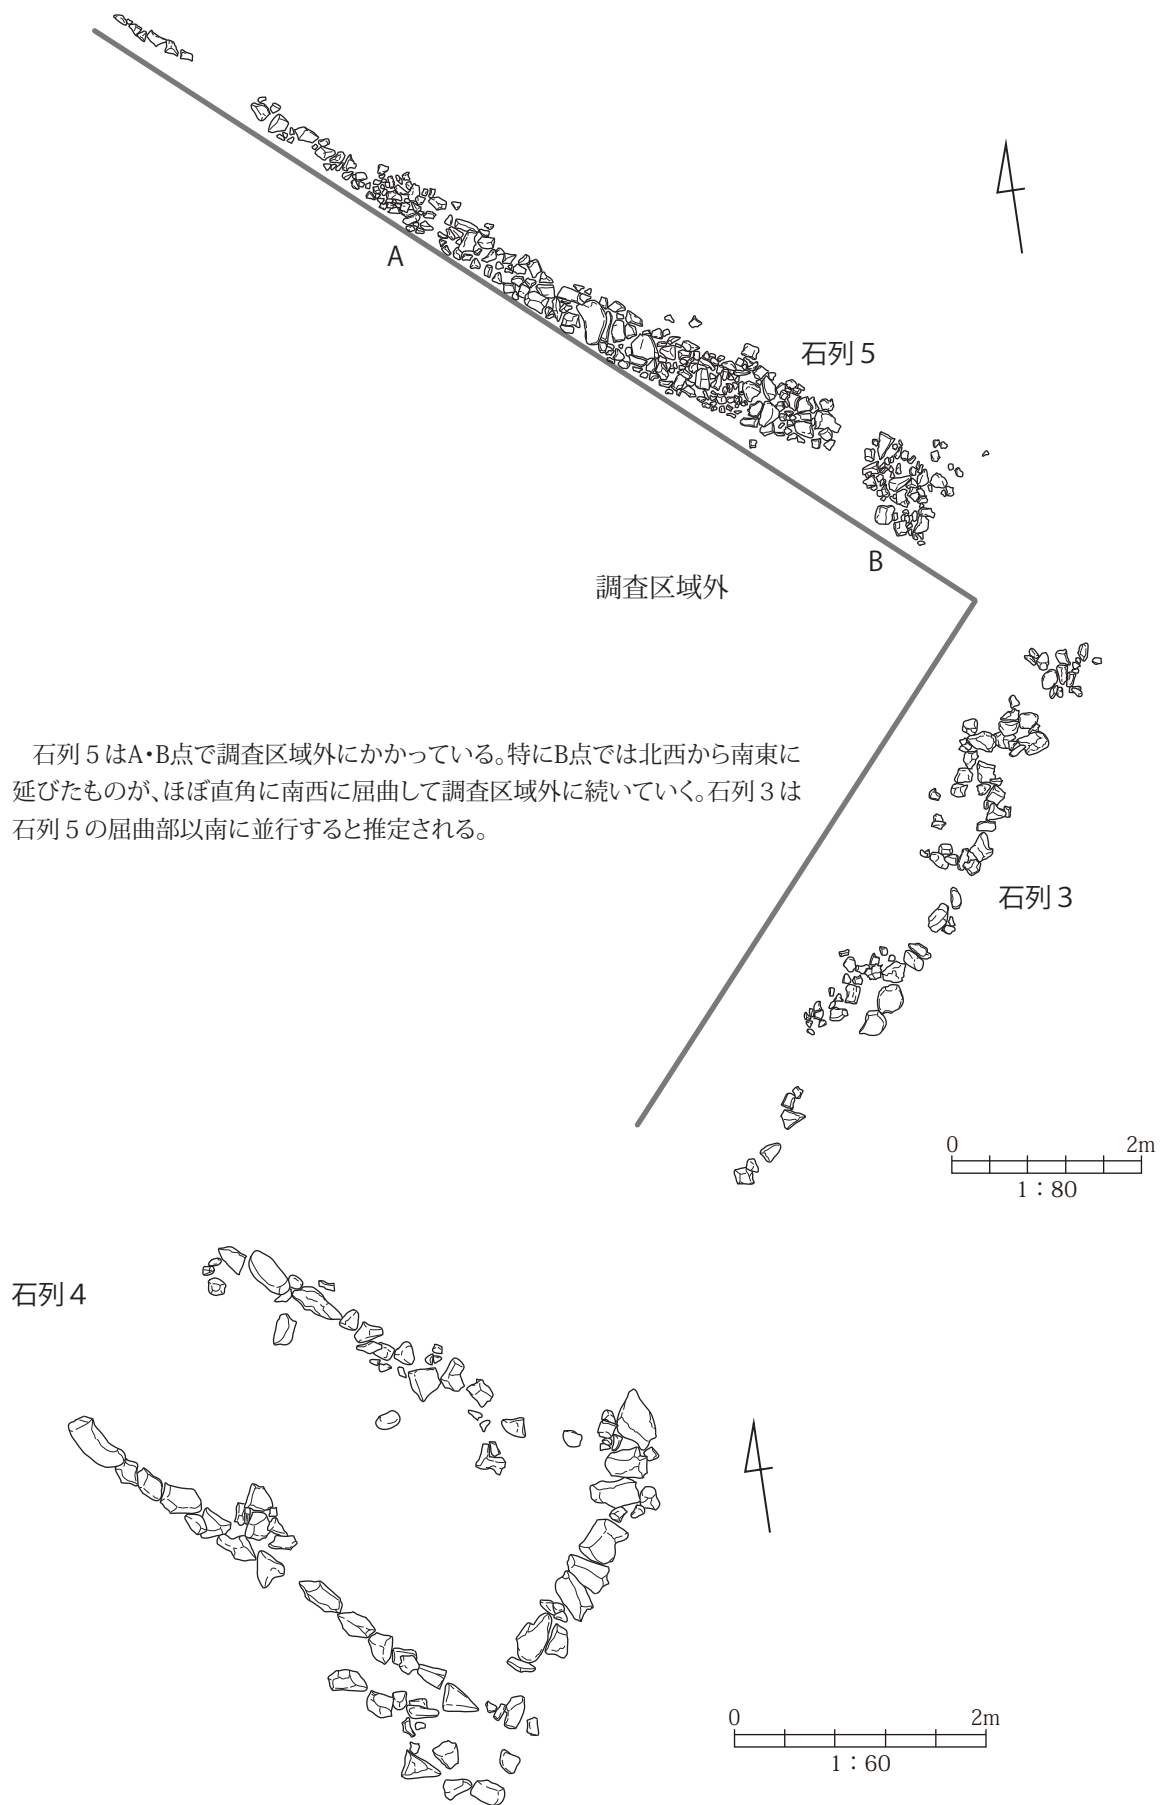 A
石列５
B
調査区域外
石列５はA・B点で調査区域外にかかっている。特にB点では北西から南東に
延びたものが、ほぼ直角に南西に屈曲して調査区域外に続いていく。石列３は
石列５の屈曲部以南に並行すると推定される。
石列３
0 2m
1：80
石列４
0 2m
1：60